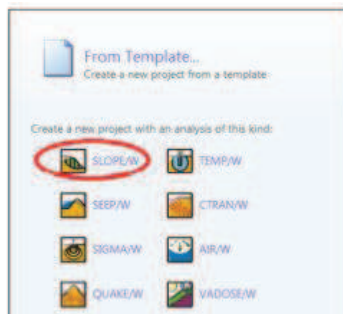 From Template...
Create a new project from a template
Create a new project with an analysis of this kind:
SLOPE/W TEMP/W
SEEP/W CTRAN/W
SIGMA/W AIR/W
QUAKE/W VADOSE/W